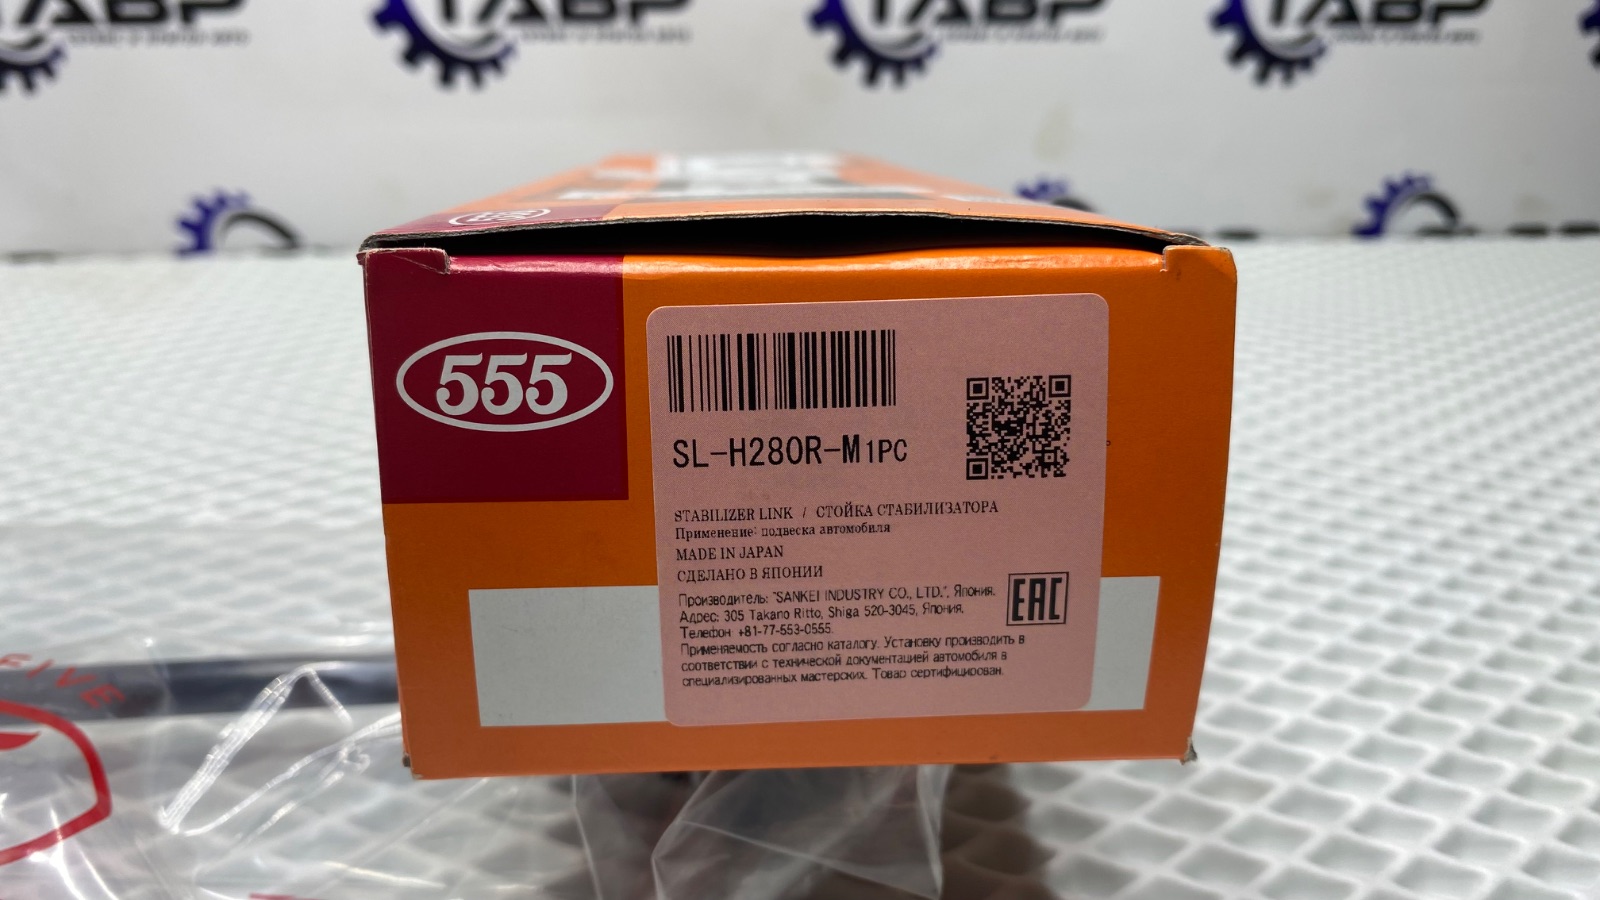 ТАВР
ТАВР
ТАВР
555
SL-H280R-M 1PC
STABILIZER LINK / СТОЙКА СТАБИЛИЗАТОРА
Применение: подвеска автомобиля
MADE IN JAPAN
СДЕЛАНО В ЯПОНИИ
Производитель: "SANKEI INDUSTRY CO., LTD.", Япония.
Адрес: 305 Takano Ritto, Shiga 520-3045, Япония.
Телефон +81-77-553-0555.
EAC
Применяемость согласно каталогу. Установку производить в
соответствии с технической документацией автомобиля в
специализированных мастерских. Товар сертифицирован.